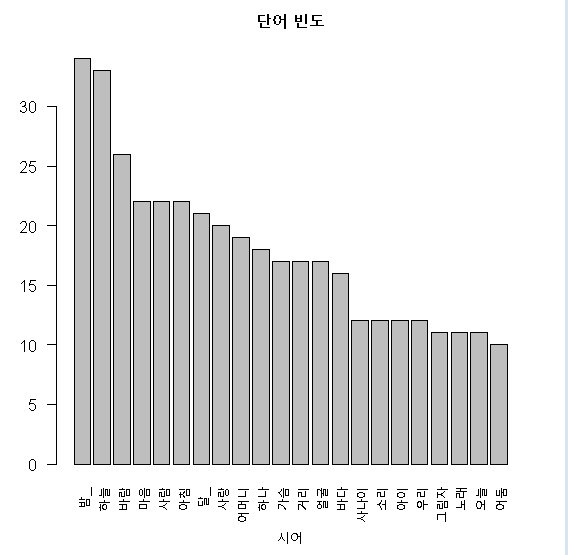 단어 빈도
30
25
20
15
10
5
0
밤_
하늘
바람
마음
사람
아침
달_
사랑
어머니
하나
가슴
거리
얼굴
바다
사나이
소리
아이
우리
그림자
노래
오늘
어둠
시어